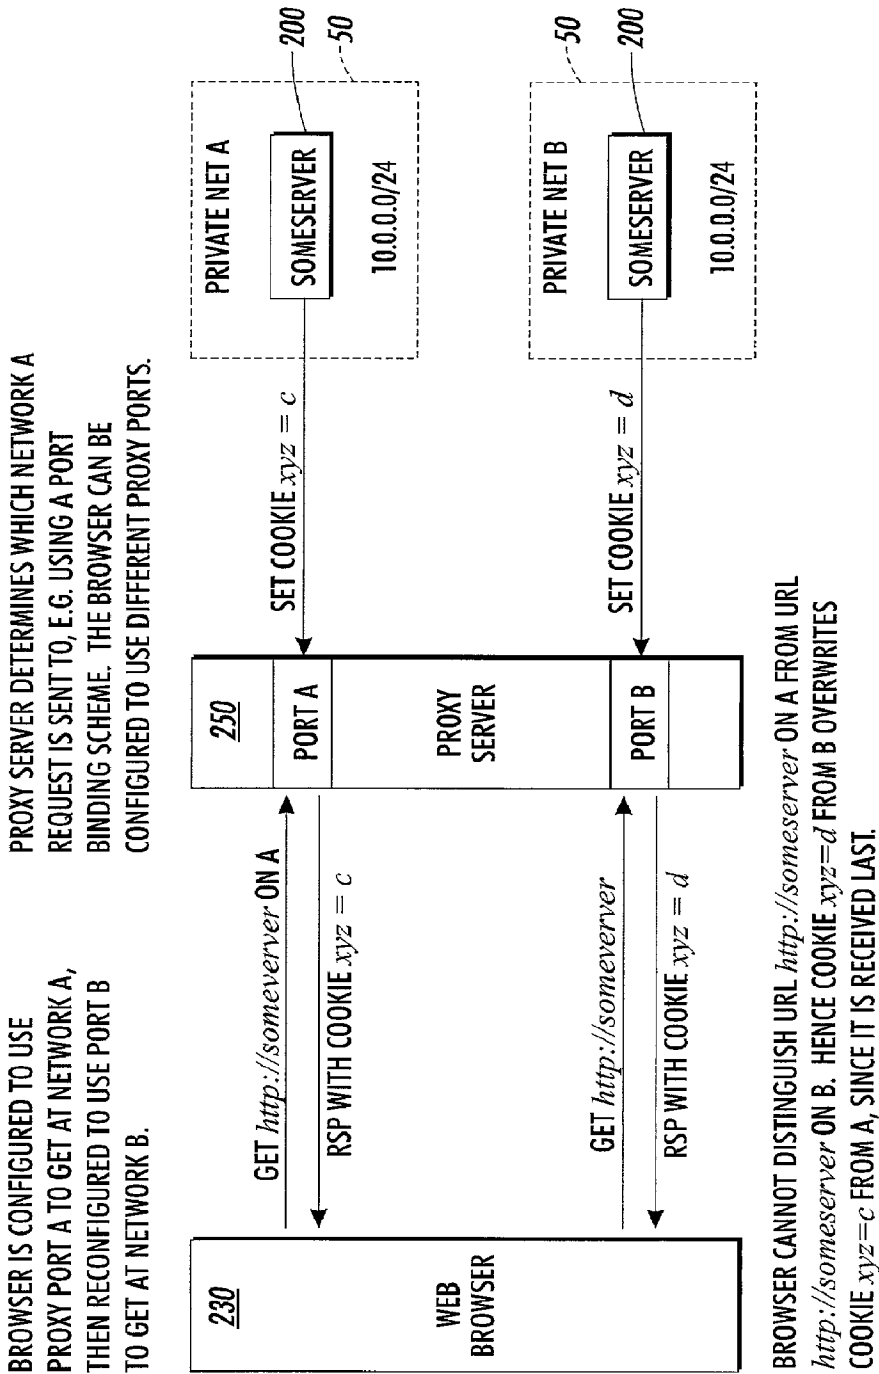 BROWSER IS CONFIGURED TO USE
PROXY PORT A TO GET AT NETWORK A,
THEN RECONFIGURED TO USE PORT B
TO GET AT NETWORK B.
PROXY SERVER DETERMINES WHICH NETWORK A
REQUEST IS SENT TO, E.G. USING A PORT
BINDING SCHEME. THE BROWSER CAN BE
CONFIGURED TO USE DIFFERENT PROXY PORTS.
230
WEB
BROWSER
GET http://someverver ON A
RSP WITH COOKIE xyz = c
GET http://someserver
RSP WITH COOKIE xyz = d
250
PORT A
PROXY
SERVER
PORT B
SET COOKIE xyz = c
SET COOKIE xyz = d
PRIVATE NET A
SOMESERVER
10.0.0.0/24
200
50
PRIVATE NET B
SOMESERVER
10.0.0.0/24
50
200
BROWSER CANNOT DISTINGUISH URL http://someserver ON A FROM URL
http://someserver ON B. HENCE COOKIE xyz=d FROM B OVERWRITES
COOKIE xyz=c FROM A, SINCE IT IS RECEIVED LAST.